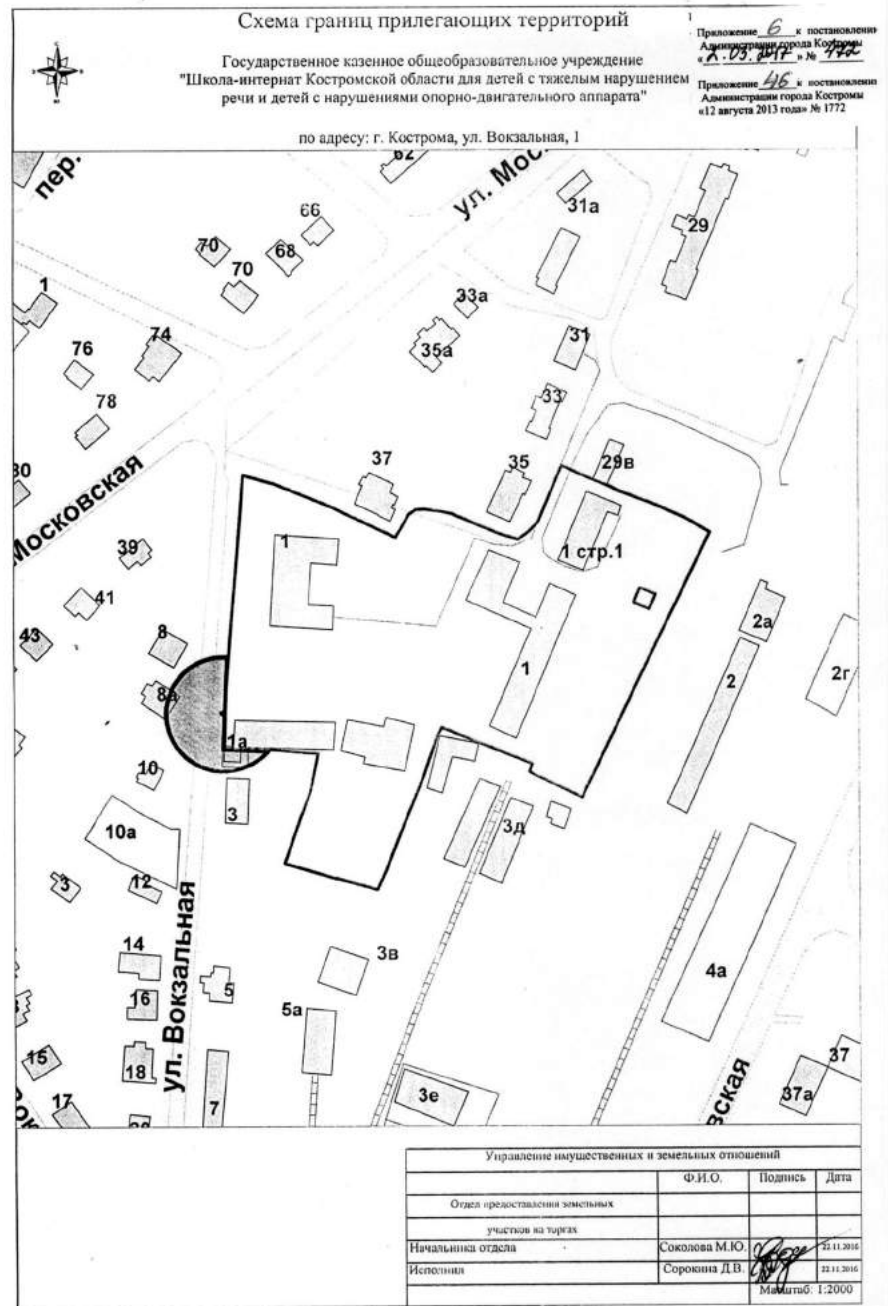 Схема границ прилегающих территорий
Государственное казенное общеобразовательное учреждение
"Школа-интернат Костромской области для детей с тяжелым нарушением
речи и детей с нарушениями опорно-двигательного аппарата"
по адресу: г. Кострома, ул. Вокзальная, 1
1
Приложение 6 к постановлению
Администрации города Костромы
№ 472
Приложение 46 к постановлению
Администрации города Костромы
«12 августа 2013 года» № 1772
пер.
62
ул. Мос
31а
29
66
70
68
70
1
33а
74
35а
31
76
33
78
37
35
29в
80
Московская
1
1 стр.1
39
41
43
8
2а
1
2
2г
8а
1а
10
3
10а
3д
3
12
ул. Вокзальная
14
3в
4а
16
5
5а
15
18
37
37а
вская
17
7
3е
Управление имущественных и земельных отношений
Ф.И.О.
Подпись
Дата
Отдел предоставления земельных
участков на торгах
Начальника отдела
Соколова М.Ю.
22.11.2016
Исполнил
Сорокина Д.В.
22.11.2016
Масштаб: 1:2000